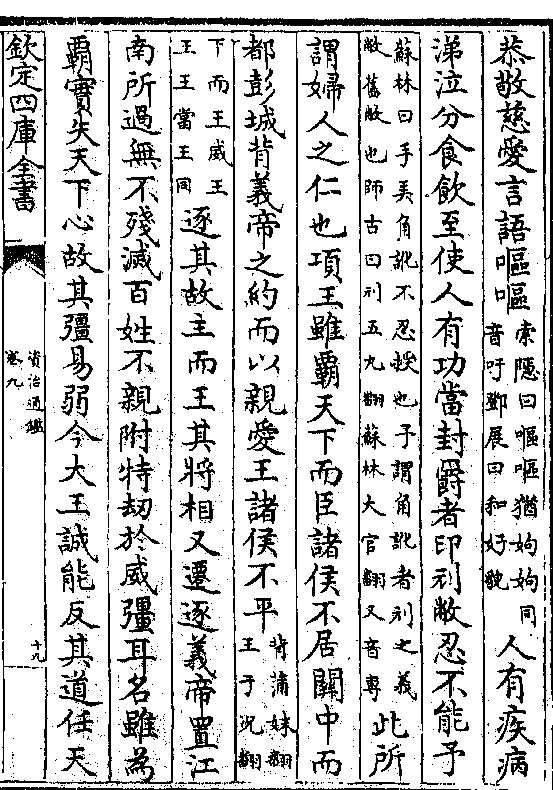 恭敬慈愛言語嘔嘔索隱曰嘔嘔猶姁姁同音吁鄧展曰和好貌人有疾病
涕泣分食飲至使人有功當封爵者印刓敝忍不能予
蘇林曰手弄角訛不忍授也予謂角訛者刓之義敝舊敝也師古曰刓五丸翻蘇林大官翻又音專此所
謂婦人之仁也項王雖霸天下而臣諸侯不居關中而
都彭城背義帝之約而以親愛王諸侯不平背蒲妹翻王于况翻
下而王威王王王當王同逐其故主而王其將相又遷逐義帝置江
南所過無不殘滅百姓不親附特劫於威彊耳名雖為
霸實失天下心故其彊易弱今大王誠能反其道任天
欽定四庫全書
資治通鑑
卷九
十九